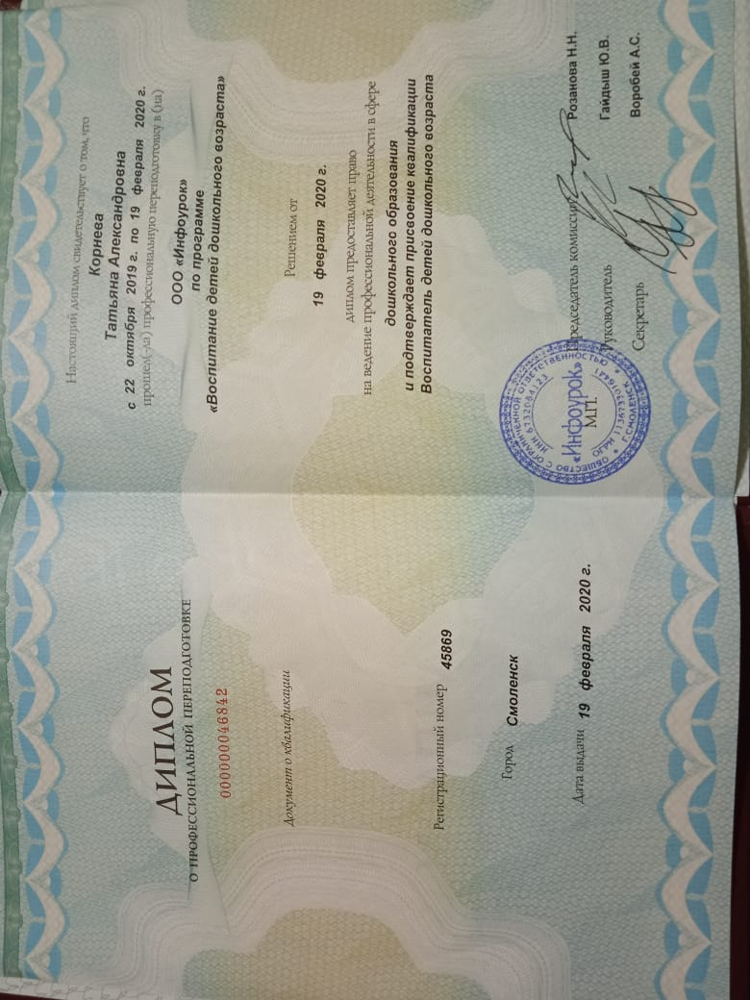 ДИПЛОМ
О ПРОФЕССИОНАЛЬНОЙ ПЕРЕПОДГОТОВКЕ
000000046842
Документ о квалификации
Регистрационный номер 45869
Город Смоленск
Дата выдачи 19 февраля 2020 г.
Настоящий диплом свидетельствует о том, что
Корнева
Татьяна Александровна
с 22 октября 2019 г. по 19 февраля 2020 г.
прошел(-ла) профессиональную переподготовку в (на)
ООО «Инфоурок»
по программе
«Воспитание детей дошкольного возраста»
Решением от
19 февраля 2020 г.
диплом предоставляет право
на ведение профессиональной деятельности в сфере
дошкольного образования
и подтверждает присвоение квалификации
Воспитатель детей дошкольного возраста
Председатель комиссии Розанова Н.Н.
Руководитель Гайдыш Ю.В.
Секретарь Воробей А.С.
М.П.
ОБЩЕСТВО С ОГРАНИЧЕННОЙ ОТВЕТСТВЕННОСТЬЮ
Г.СМОЛЕНСК
ИНН 6732084123
«Инфоурок»
ОГРН